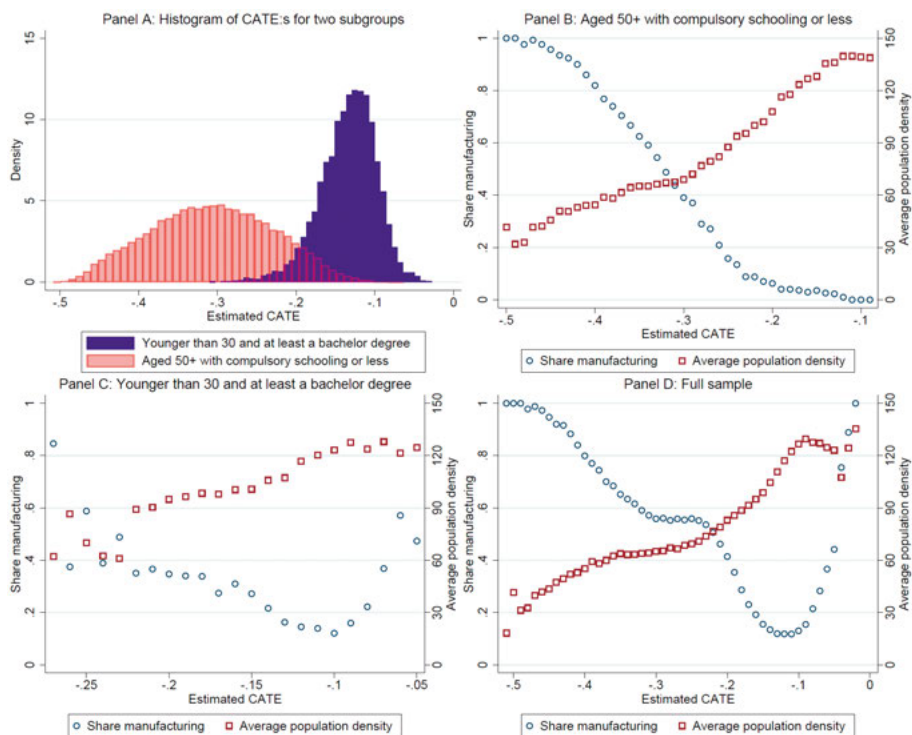 Panel A: Histogram of CATE:s for two subgroups
15
10
5
0
Density
-.5 -.4 -.3 -.2 -.1 0
Estimated CATE
Younger than 30 and at least a bachelor degree
Aged 50+ with compulsory schooling or less
Panel B: Aged 50+ with compulsory schooling or less
1
.8
.6
.4
.2
0
Share manufacturing
150
120
90
60
30
0
Average population density
-.5 -.4 -.3 -.2 -.1
Estimated CATE
Share manufacturing Average population density
Panel C: Younger than 30 and at least a bachelor degree
1
.8
.6
.4
.2
0
Share manufacturing
150
120
90
60
30
0
Average population density
-.25 -.2 -.15 -.1 -.05
Estimated CATE
Share manufacturing Average population density
Panel D: Full sample
1
.8
.6
.4
.2
0
Share manufacturing
150
120
90
60
30
0
Average population density
-.5 -.4 -.3 -.2 -.1 0
Estimated CATE
Share manufacturing Average population density